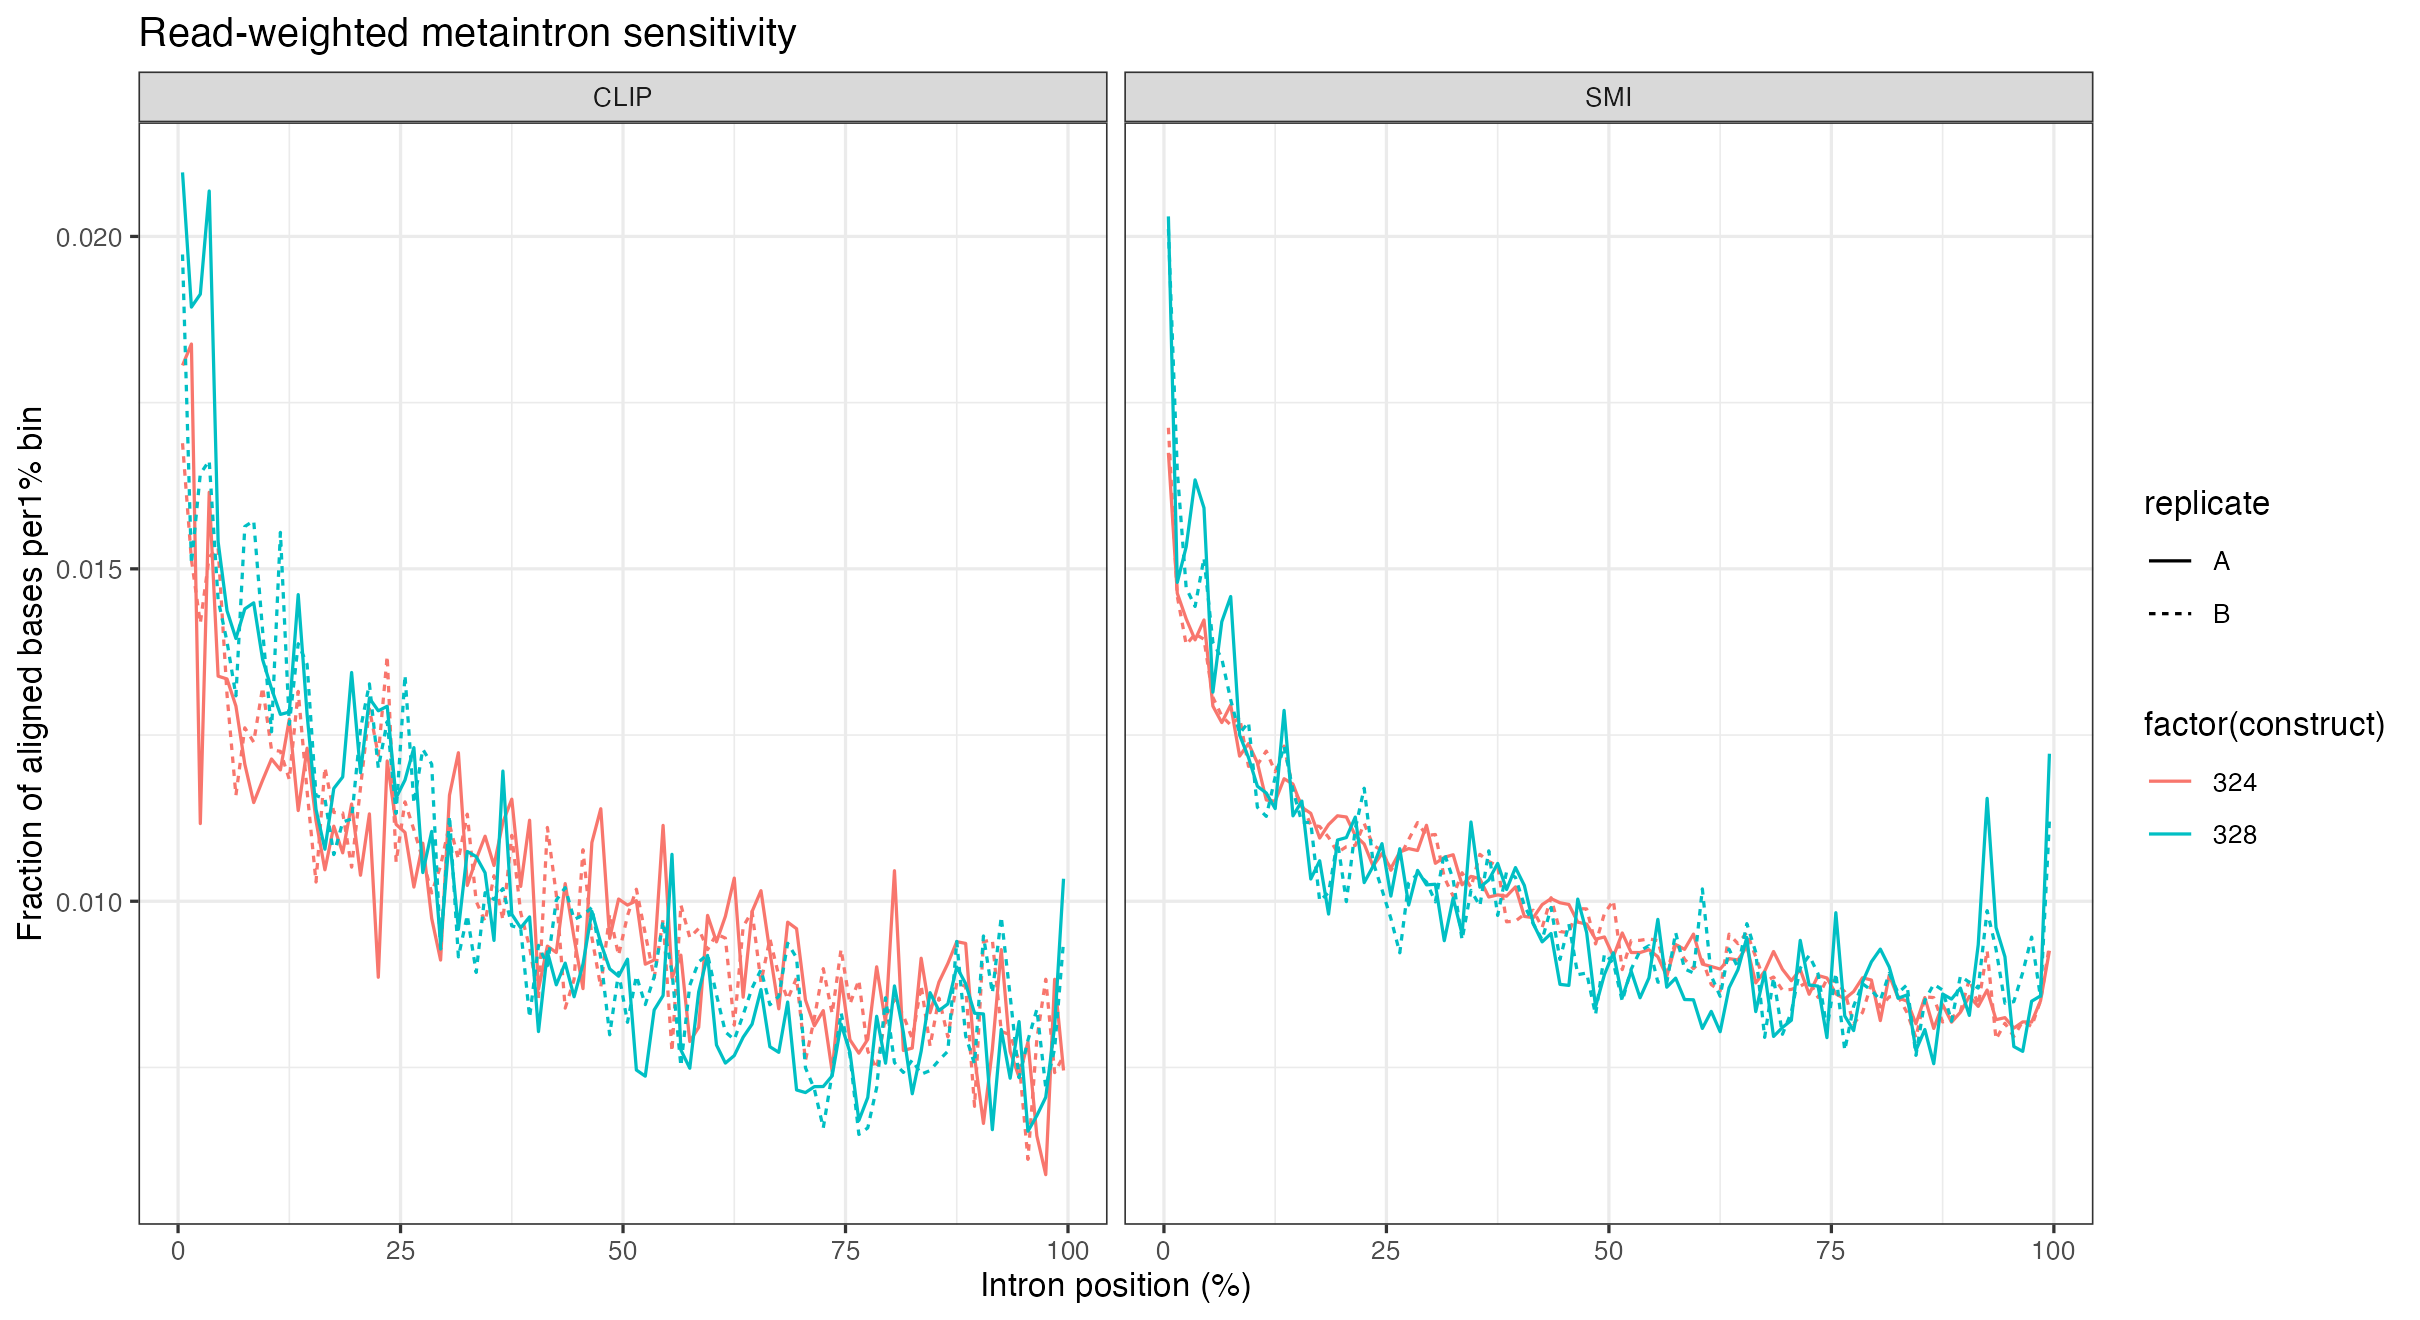 Read-weighted metaintron sensitivity
CLIP
SMI
0.020
0.015
0.010
Fraction of aligned bases per1% bin
0
25
50
75
100
0
25
50
75
100
Intron position (%)
replicate
A
B
factor(construct)
324
328